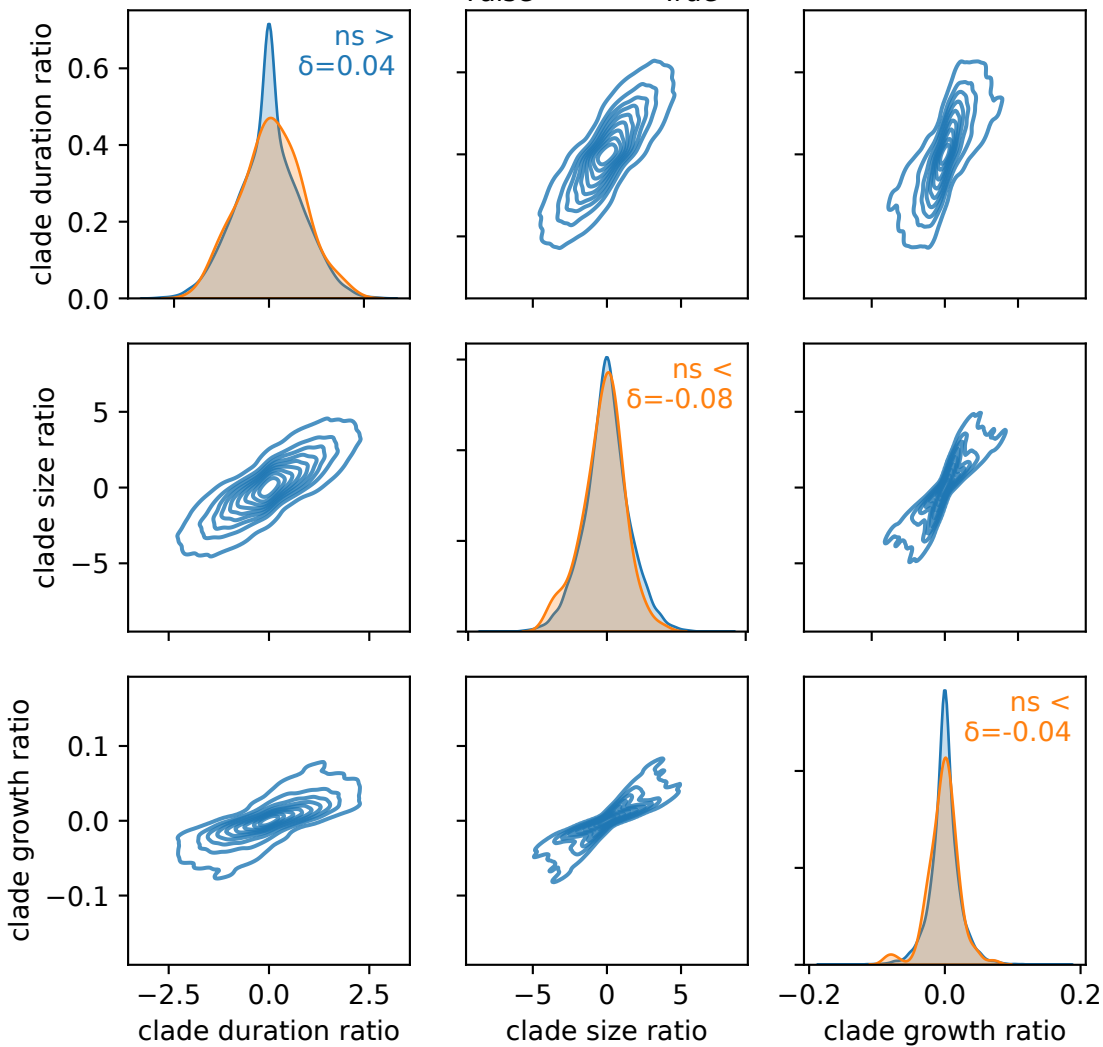 clade duration ratio
0.6
0.4
0.2
0.0
ns >
δ=0.04
clade size ratio
5
0
−5
ns <
δ=-0.08
clade growth ratio
0.1
0.0
−0.1
ns <
δ=-0.04
−2.5
0.0
2.5
−5
0
5
−0.2
0.0
0.2
clade duration ratio
clade size ratio
clade growth ratio